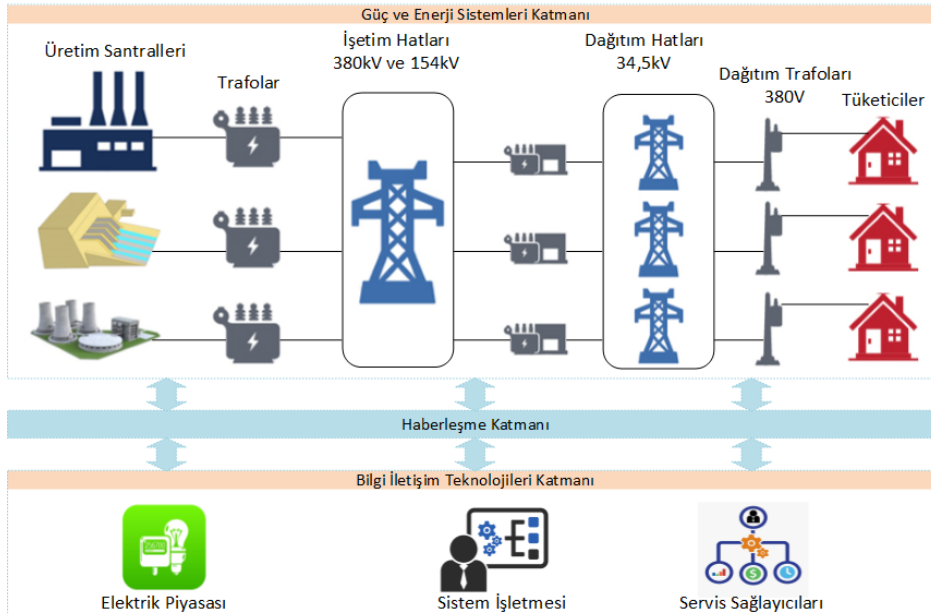 Güç ve Enerji Sistemleri Katmanı
Üretim Santralleri
Trafolar
İşetim Hatları
380kV ve 154kV
Dağıtım Hatları
34,5kV
Dağıtım Trafoları
380V
Tüketiciler
Haberleşme Katmanı
Bilgi İletişim Teknolojileri Katmanı
Elektrik Piyasası
Sistem İşletmesi
Servis Sağlayıcıları